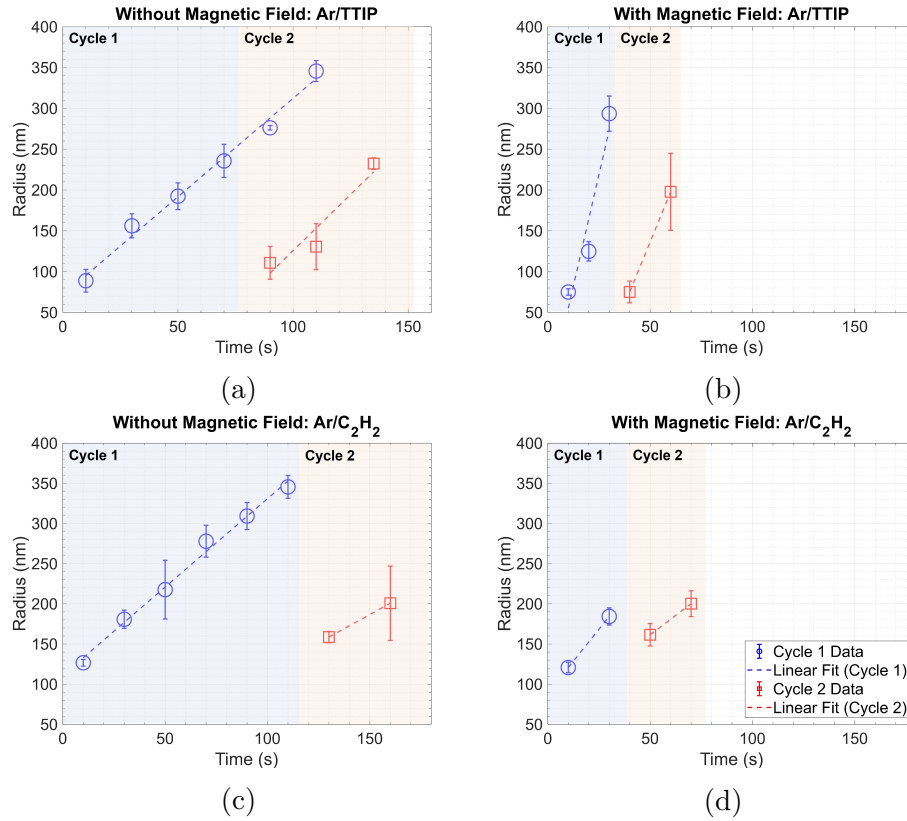 Without Magnetic Field: Ar/TTIP
400
350
300
250
200
150
100
50
Radius (nm)
Cycle 1
Cycle 2
0
50
100
150
Time (s)
(a)
With Magnetic Field: Ar/TTIP
400
350
300
250
200
150
100
50
Radius (nm)
Cycle 1
Cycle 2
0
50
100
150
Time (s)
(b)
Without Magnetic Field: Ar/C₂H₂
400
350
300
250
200
150
100
50
Radius (nm)
Cycle 1
Cycle 2
0
50
100
150
Time (s)
(c)
With Magnetic Field: Ar/C₂H₂
400
350
300
250
200
150
100
50
Radius (nm)
Cycle 1
Cycle 2
Cycle 1 Data
Linear Fit (Cycle 1)
Cycle 2 Data
Linear Fit (Cycle 2)
0
50
100
150
Time (s)
(d)